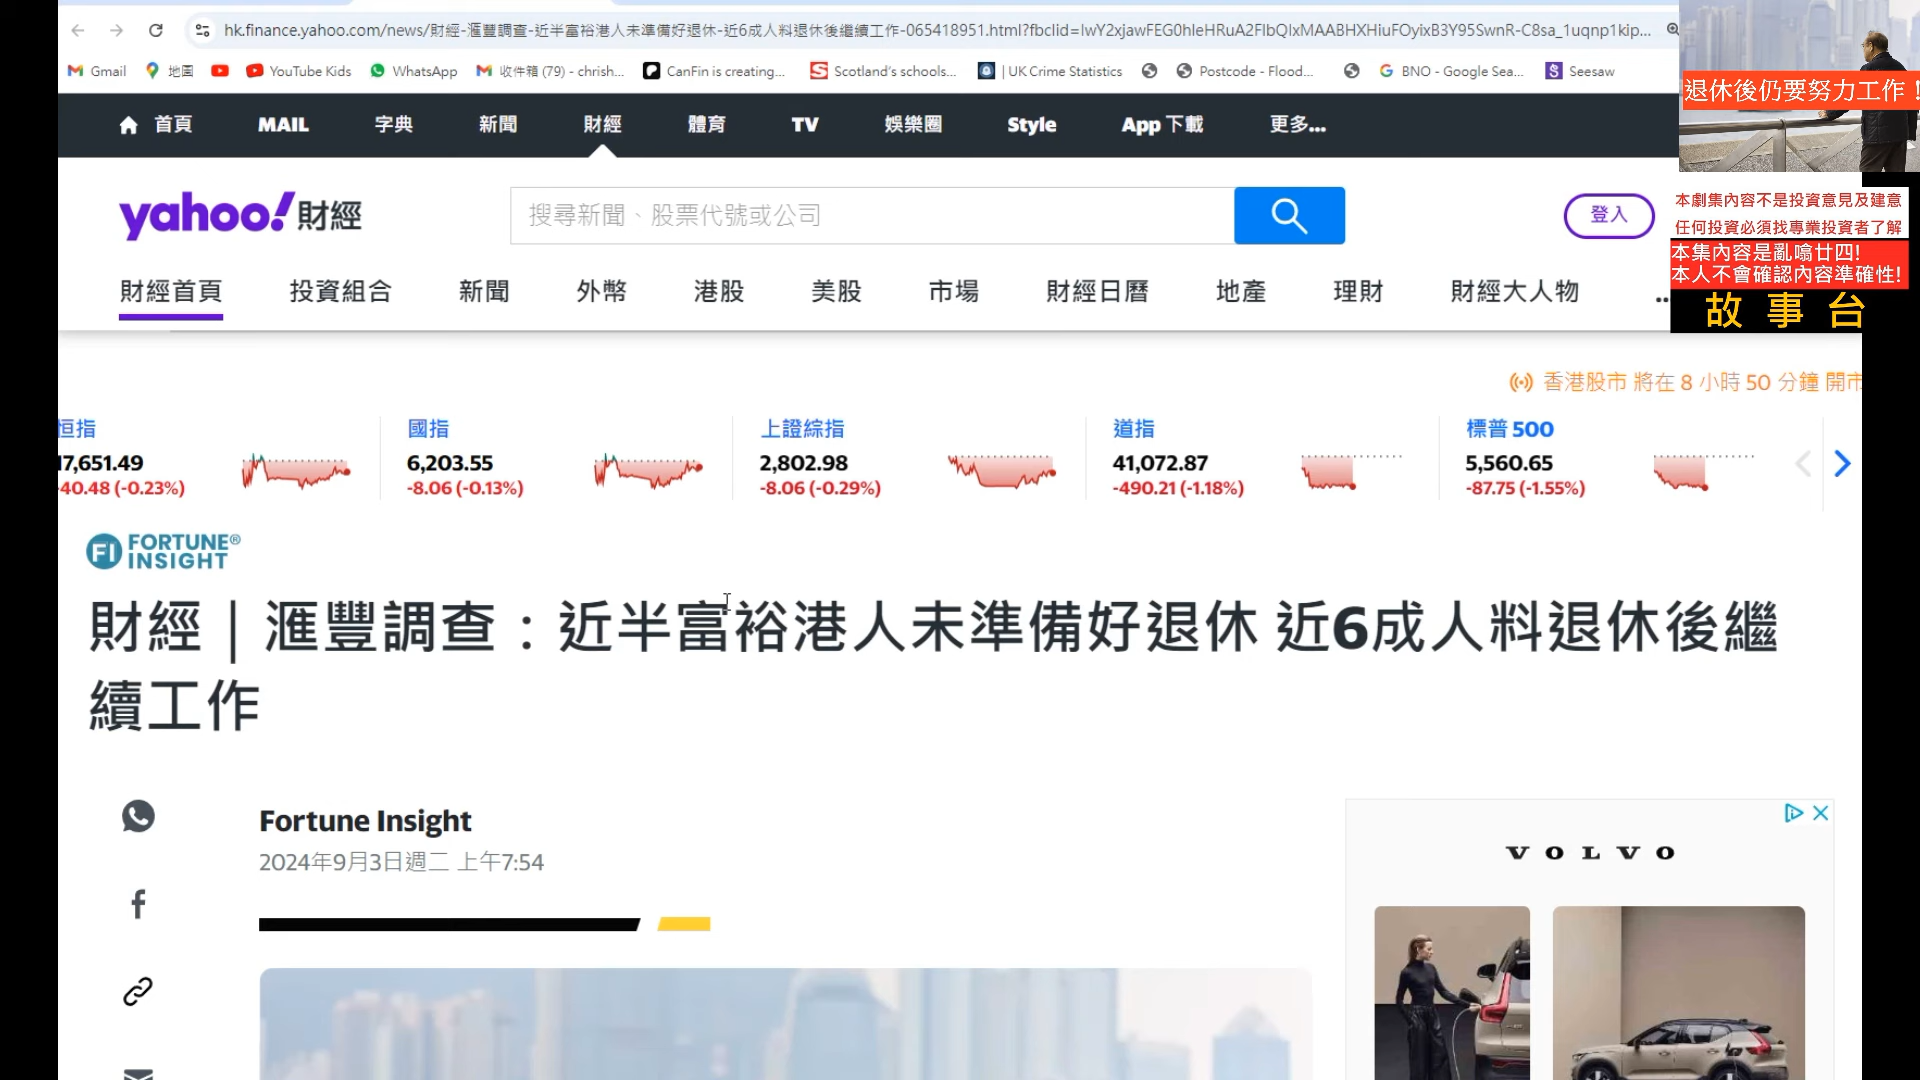 hk.finance.yahoo.com/news/財經-滙豐調查-近半富裕港人未準備好退休-近6成人料退休後繼續工作-065418951.html?fbclid=IwY2xjawFEG0hleHRuA2FlbQIxMAABHXHiuFOyixB3Y95SwnR-C8sa_1uqnp1kip...
Gmail 地圖 YouTube Kids WhatsApp 收件箱 (79) - chrish... CanFin is creating... Scotland's schools... | UK Crime Statistics Postcode - Flood... BNO - Google Sea... Seesaw
退休後仍要努力工作！
首頁 MAIL 字典 新聞 財經 體育 TV 娛樂圈 Style App 下載 更多...
yahoo!財經
搜尋新聞、股票代號或公司
登入
本劇集內容不是投資意見及建意
任何投資必須找專業投資者了解
本集內容是亂噏廿四!
本人不會確認內容準確性!
故事台
財經首頁 投資組合 新聞 外幣 港股 美股 市場 財經日曆 地產 理財 財經大人物 ...
香港股市 將在 8 小時 50 分鐘 開市
恒指 國指 上證綜指 道指 標普 500
17,651.49 6,203.55 2,802.98 41,072.87 5,560.65
-40.48 (-0.23%) -8.06 (-0.13%) -8.06 (-0.29%) -490.21 (-1.18%) -87.75 (-1.55%)
FI FORTUNE®
INSIGHT
財經｜滙豐調查：近半富裕港人未準備好退休 近6成人料退休後繼
續工作
Fortune Insight
2024年9月3日週二 上午7:54
VOLVO